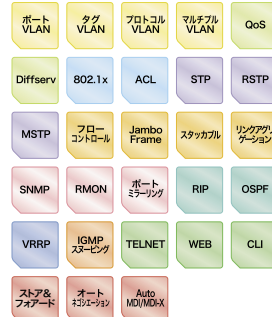 ポート
VLAN
タグ
VLAN
プロトコル
VLAN
マルチプル
VLAN
QoS
Diffserv
802.1x
ACL
STP
RSTP
MSTP
フロー
コントロール
Jambo
Frame
スタッカブル
リンクアグリ
ゲーション
SNMP
RMON
ポート
ミラーリング
RIP
OSPF
VRRP
IGMP
スヌーピング
TELNET
WEB
CLI
ストア&
フォアード
オート
ネゴシエーション
Auto
MDI/MDI-X